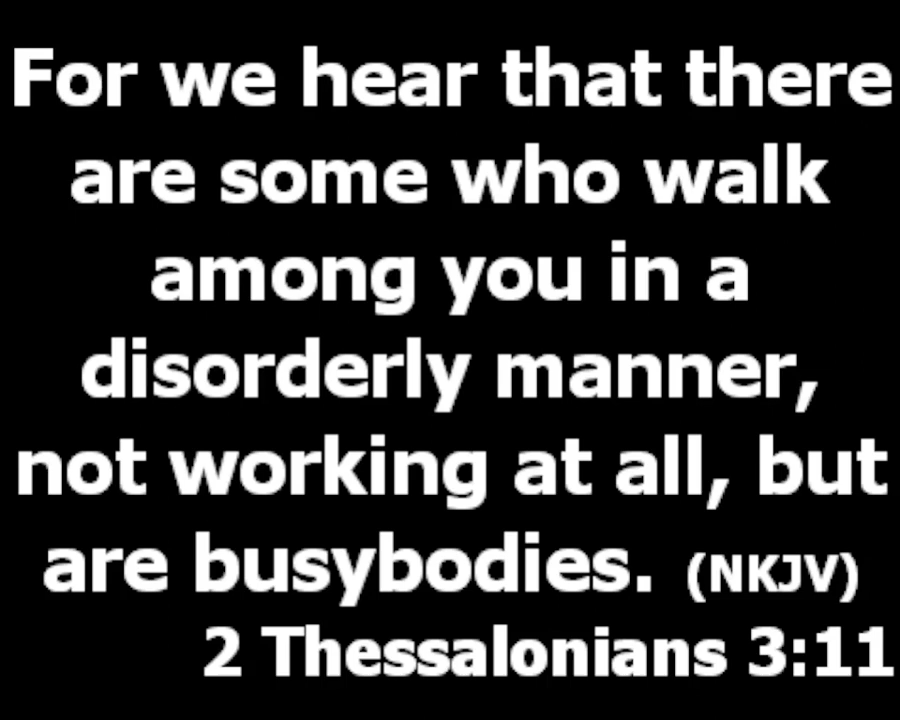 For we hear that there
are some who walk
among you in a
disorderly manner,
not working at all, but
are busybodies. (NKJV)
2 Thessalonians 3:11